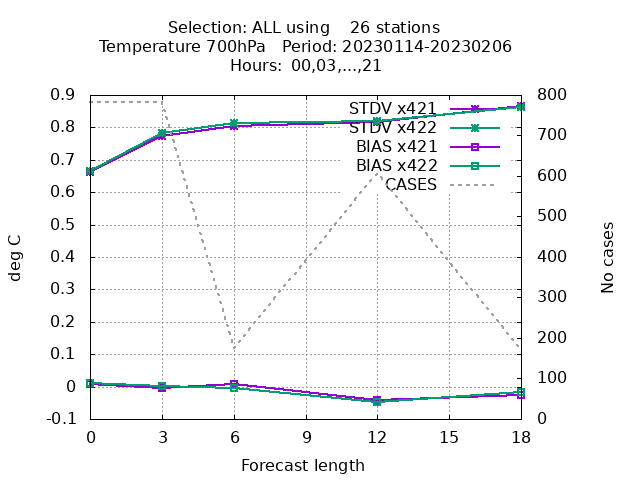 Selection: ALL using    26 stations
Temperature 700hPa   Period: 20230114-20230206
Hours:  00,03,...,21
0.9
0.8
0.7
0.6
0.5
0.4
0.3
0.2
0.1
0
-0.1
deg C
STDV x421
STDV x422
BIAS x421
BIAS x422
CASES
800
700
600
500
400
300
200
100
0
No cases
0 3 6 9 12 15 18
Forecast length